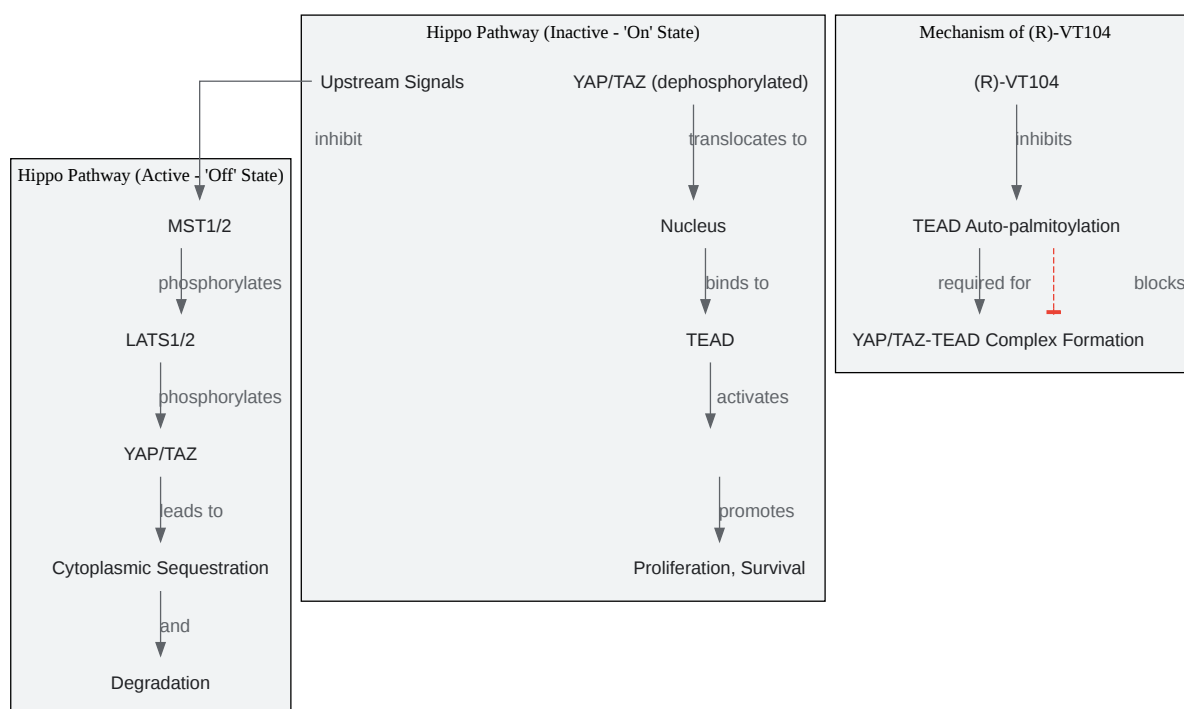 Hippo Pathway (Inactive - 'On' State)
Upstream Signals
YAP/TAZ (dephosphorylated)
inhibit
translocates to
Nucleus
binds to
TEAD
activates
promotes
Proliferation, Survival
Hippo Pathway (Active - 'Off' State)
MST1/2
phosphorylates
LATS1/2
phosphorylates
YAP/TAZ
leads to
Cytoplasmic Sequestration
and
Degradation
Mechanism of (R)-VT104
(R)-VT104
inhibits
TEAD Auto-palmitoylation
required for
blocks
YAP/TAZ-TEAD Complex Formation